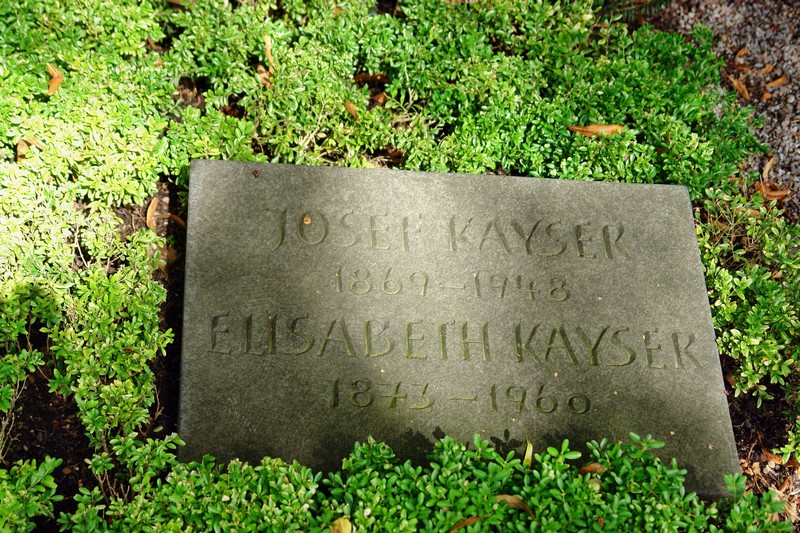 JOSEF KAYSER
1869-1948
ELISABETH KAYSER
1873-1960